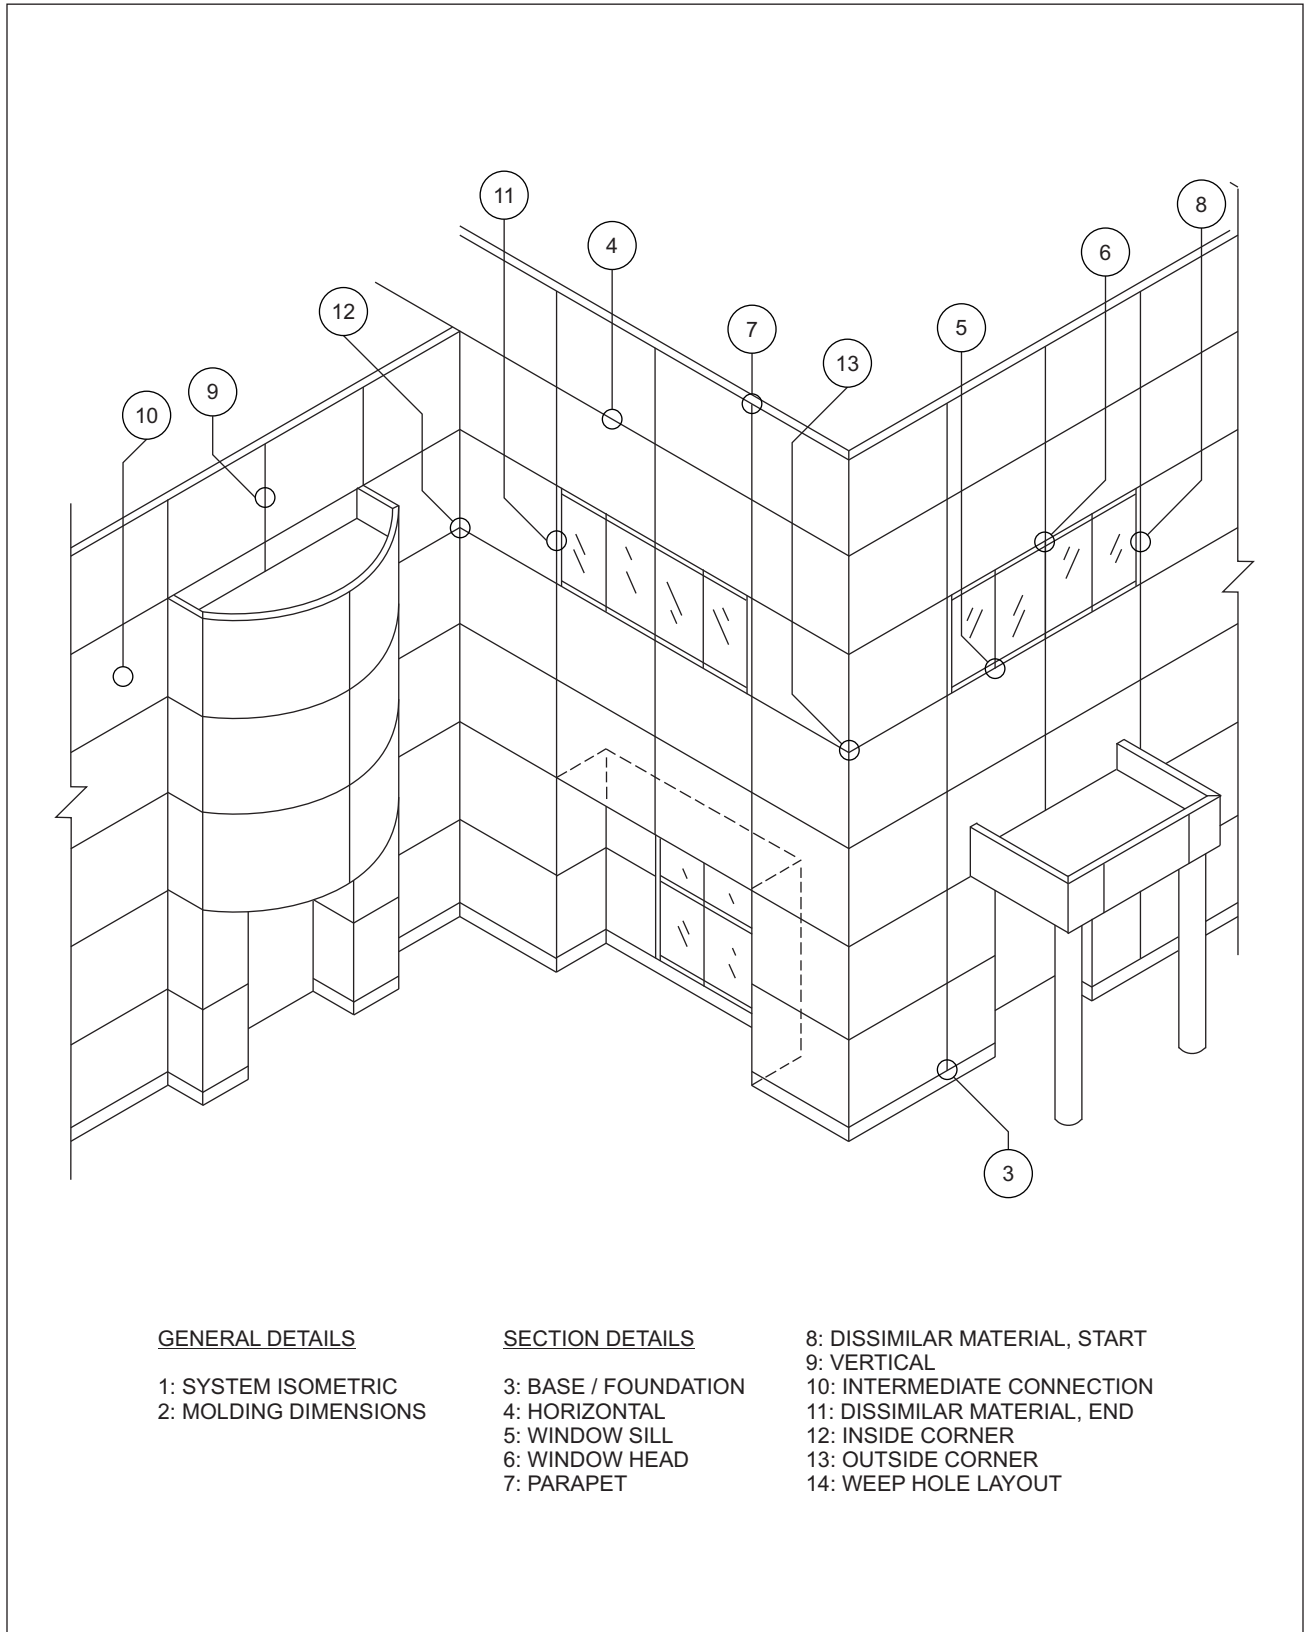 11
8
4
6
12
7
5
13
9
10
3
GENERAL DETAILS
1: SYSTEM ISOMETRIC
2: MOLDING DIMENSIONS
SECTION DETAILS
3: BASE / FOUNDATION
4: HORIZONTAL
5: WINDOW SILL
6: WINDOW HEAD
7: PARAPET
8: DISSIMILAR MATERIAL, START
9: VERTICAL
10: INTERMEDIATE CONNECTION
11: DISSIMILAR MATERIAL, END
12: INSIDE CORNER
13: OUTSIDE CORNER
14: WEEP HOLE LAYOUT